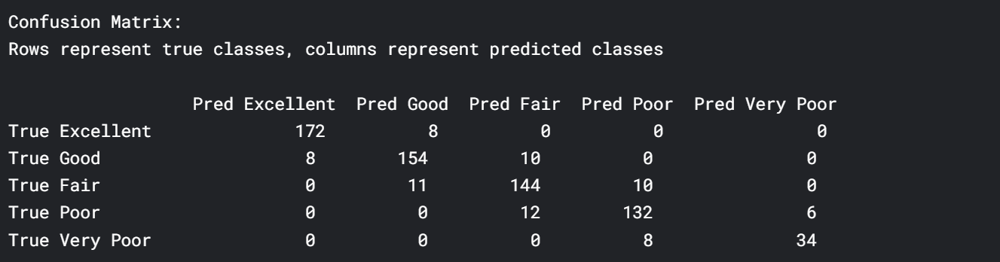 Confusion Matrix:
Rows represent true classes, columns represent predicted classes
Pred Excellent Pred Good Pred Fair Pred Poor Pred Very Poor
True Excellent 172 8 0 0 0
True Good 8 154 10 0 0
True Fair 0 11 144 10 0
True Poor 0 0 12 132 6
True Very Poor 0 0 0 8 34